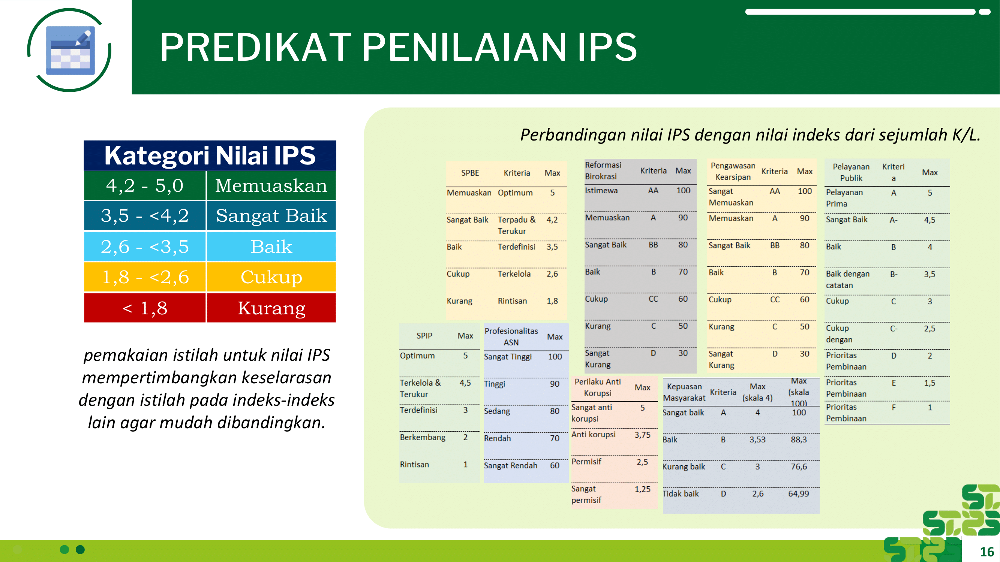 PREDIKAT PENILAIAN IPS
Kategori Nilai IPS
4,2 - 5,0 Memuaskan
3,5 - <4,2 Sangat Baik
2,6 - <3,5 Baik
1,8 - <2,6 Cukup
< 1,8 Kurang
pemakaian istilah untuk nilai IPS
mempertimbangkan keselarasan
dengan istilah pada indeks-indeks
lain agar mudah dibandingkan.
Perbandingan nilai IPS dengan nilai indeks dari sejumlah K/L.
SPBE Kriteria Max
Memuaskan Optimum 5
Sangat Baik Terpadu & 4,2
Terukur
Baik Terdefinisi 3,5
Cukup Terkelola 2,6
Kurang Rintisan 1,8
Reformasi
Birokrasi Kriteria Max
Istimewa AA 100
Memuaskan A 90
Sangat Baik BB 80
Baik B 70
Cukup CC 60
Kurang C 50
Sangat D 30
Kurang
Pengawasan
Kearsipan Kriteria Max
Sangat AA 100
Memuaskan
Memuaskan A 90
Sangat Baik BB 80
Baik B 70
Cukup CC 60
Kurang C 50
Sangat D 30
Kurang
Pelayanan Kriteri Max
Publik a
Pelayanan A 5
Prima
Sangat Baik A- 4,5
Baik B 4
Baik dengan B- 3,5
catatan
Cukup C 3
Cukup C- 2,5
dengan
Prioritas D 2
Pembinaan
Prioritas E 1,5
Pembinaan
Prioritas F 1
Pembinaan
SPIP Max
Optimum 5
Terkelola & 4,5
Terukur
Terdefinisi 3
Berkembang 2
Rintisan 1
Profesionalitas Max
ASN
Sangat Tinggi 100
Tinggi 90
Sedang 80
Rendah 70
Sangat Rendah 60
Perilaku Anti Max
Korupsi
Sangat anti 5
korupsi
Anti korupsi 3,75
Permisif 2,5
Sangat 1,25
permisif
Kepuasan Kriteria Max Max
Masyarakat (skala 4) (skala
100)
Sangat baik A 4 100
Baik B 3,53 88,3
Kurang baik C 3 76,6
Tidak baik D 2,6 64,99
ST
ST23
ST23
16